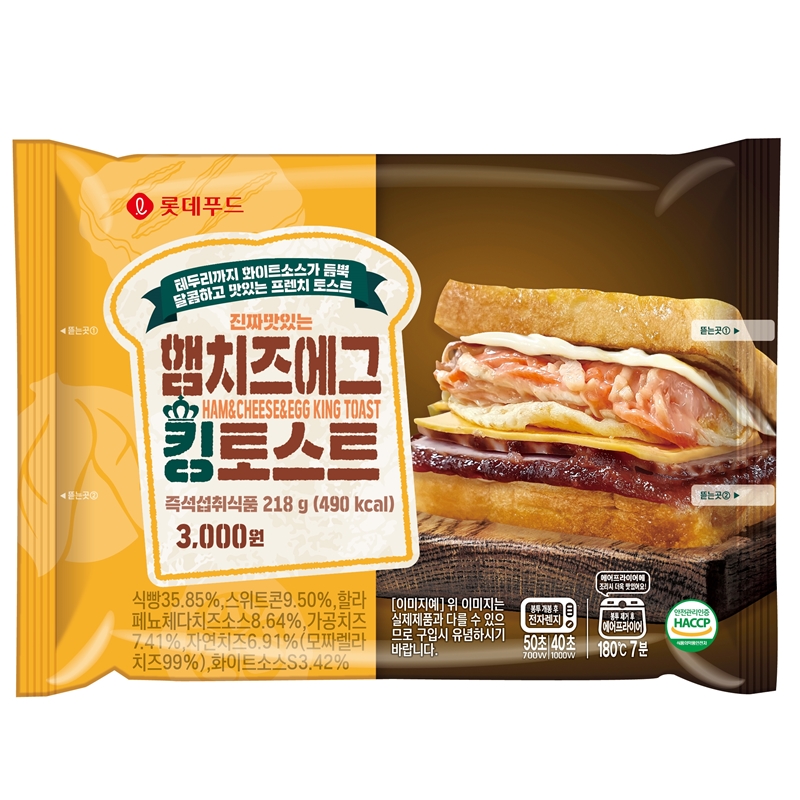 롯데푸드
테두리까지 화이트소스가 듬뿍
달콤하고 맛있는 프렌치 토스트
진짜맛있는
햄치즈에그
HAM&CHEESE&EGG KING TOAST
킹토스트
즉석섭취식품 218 g (490 kcal)
3,000원
◀ 뜯는곳①
뜯는곳① ▶
◀ 뜯는곳②
뜯는곳② ▶
식빵35.85%,스위트콘9.50%,할라
페뇨체다치즈소스8.64%,가공치즈
7.41%,자연치즈6.91%(모짜렐라
치즈99%),화이트소스S3.42%
[이미지예] 위 이미지는
실제제품과 다를 수 있으
므로 구입시 유념하시기
바랍니다.
봉투 개봉 후
전자렌지
50초 40초
700W 1000W
에어프라이어에
조리시 더욱 맛있어요!
봉투 제거 후
에어프라이어
180℃ 7분
안전관리인증
HACCP
식품의약품안전처